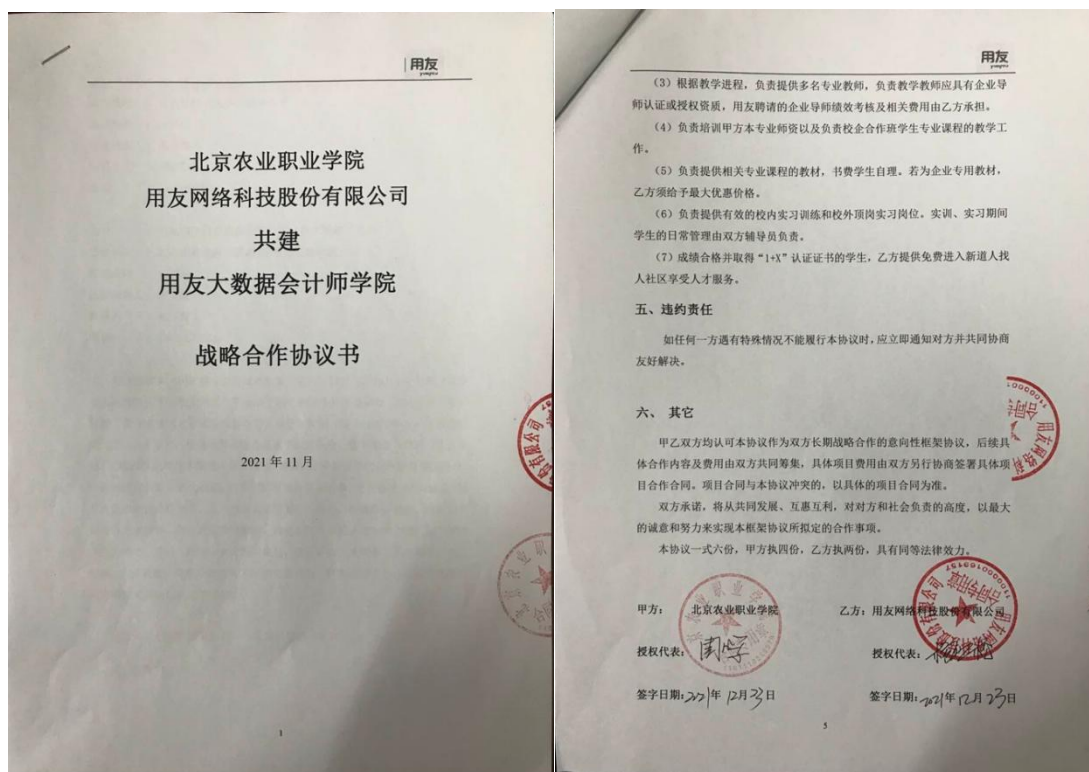 用友
yonyou
北京农业职业学院
用友网络科技股份有限公司
共建
用友大数据会计师学院
战略合作协议书
2021 年 11 月
1
用友
yonyou
（3）根据教学进程，负责提供多名专业教师，负责教学教师应具有企业导
师认证或授权资质，用友聘请的企业导师绩效考核及相关费用由乙方承担。
（4）负责培训甲方本专业师资以及负责校企合作班学生专业课程的教学工
作。
（5）负责提供相关专业课程的教材，书费学生自理。若为企业专用教材，
乙方须给予最大优惠价格。
（6）负责提供有效的校内实习训练和校外顶岗实习岗位。实训、实习期间
学生的日常管理由双方辅导员负责。
（7）成绩合格并取得“1+X”认证证书的学生，乙方提供免费进入新道人找
人社区享受人才服务。
五、违约责任
如任何一方遇有特殊情况不能履行本协议时，应立即通知对方并共同协商
友好解决。
六、 其它
甲乙双方均认可本协议作为双方长期战略合作的意向性框架协议，后续具
体合作内容及费用由双方共同筹集，具体项目费用由双方另行协商签署具体项
目合作合同。项目合同与本协议冲突的，以具体的项目合同为准。
双方承诺，将从共同发展、互惠互利，对对方和社会负责的高度，以最大
的诚意和努力来实现本框架协议所拟定的合作事项。
本协议一式六份，甲方执四份，乙方执两份，具有同等法律效力。
甲方： 北京农业职业学院 乙方：用友网络科技股份有限公司
授权代表： 授权代表：
签字日期：2021年 12月 23日 签字日期：2021年12月23日
5